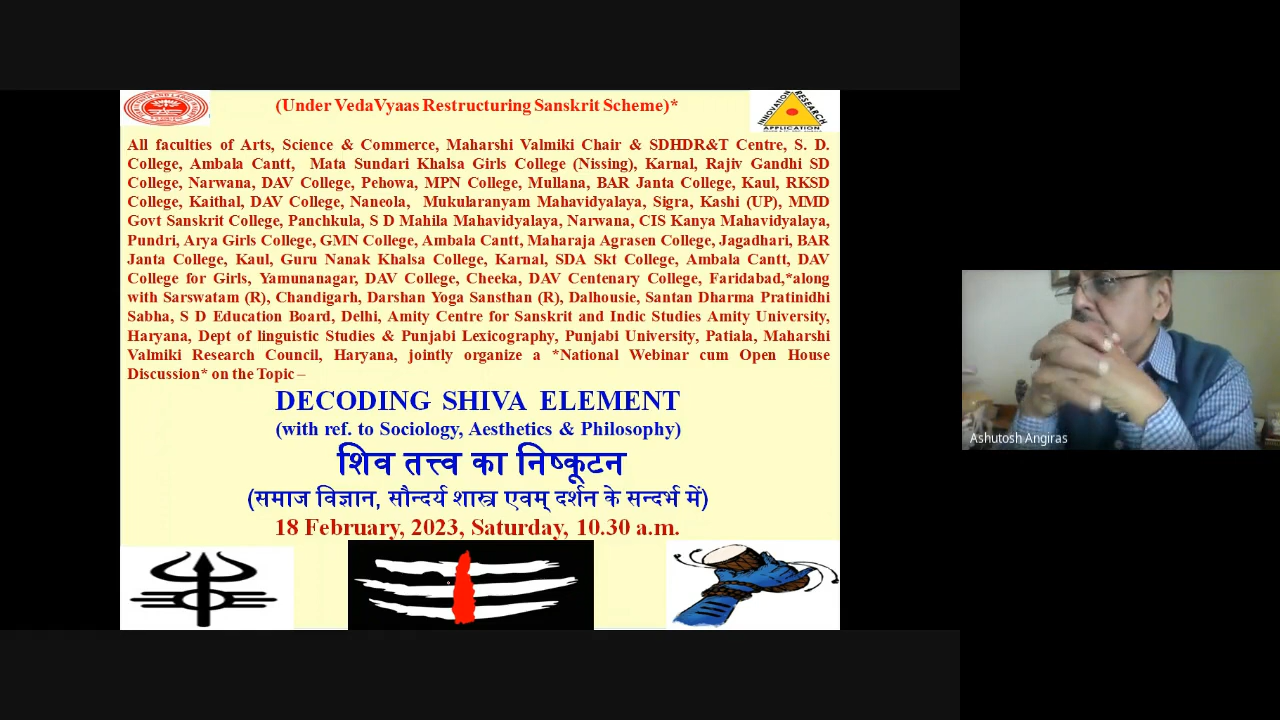 (Under VedaVyaas Restructuring Sanskrit Scheme)*
INNOVATION RESEARCH
APPLICATION
All faculties of Arts, Science & Commerce, Maharshi Valmiki Chair & SDHDR&T Centre, S. D.
College, Ambala Cantt, Mata Sundari Khalsa Girls College (Nissing), Karnal, Rajiv Gandhi SD
College, Narwana, DAV College, Pehowa, MPN College, Mullana, BAR Janta College, Kaul, RKSD
College, Kaithal, DAV College, Naneola, Mukularanyam Mahavidyalaya, Sigra, Kashi (UP), MMD
Govt Sanskrit College, Panchkula, S D Mahila Mahavidyalaya, Narwana, CIS Kanya Mahavidyalaya,
Pundri, Arya Girls College, GMN College, Ambala Cantt, Maharaja Agrasen College, Jagadhari, BAR
Janta College, Kaul, Guru Nanak Khalsa College, Karnal, SDA Skt College, Ambala Cantt, DAV
College for Girls, Yamunanagar, DAV College, Cheeka, DAV Centenary College, Faridabad,*along
with Sarswatam (R), Chandigarh, Darshan Yoga Sansthan (R), Dalhousie, Santan Dharma Pratinidhi
Sabha, S D Education Board, Delhi, Amity Centre for Sanskrit and Indic Studies Amity University,
Haryana, Dept of linguistic Studies & Punjabi Lexicography, Punjabi University, Patiala, Maharshi
Valmiki Research Council, Haryana, jointly organize a *National Webinar cum Open House
Discussion* on the Topic –
DECODING SHIVA ELEMENT
(with ref. to Sociology, Aesthetics & Philosophy)
शिव तत्त्व का निष्कूटन
(समाज विज्ञान, सौन्दर्य शास्त्र एवम् दर्शन के सन्दर्भ में)
18 February, 2023, Saturday, 10.30 a.m.
Ashutosh Angiras